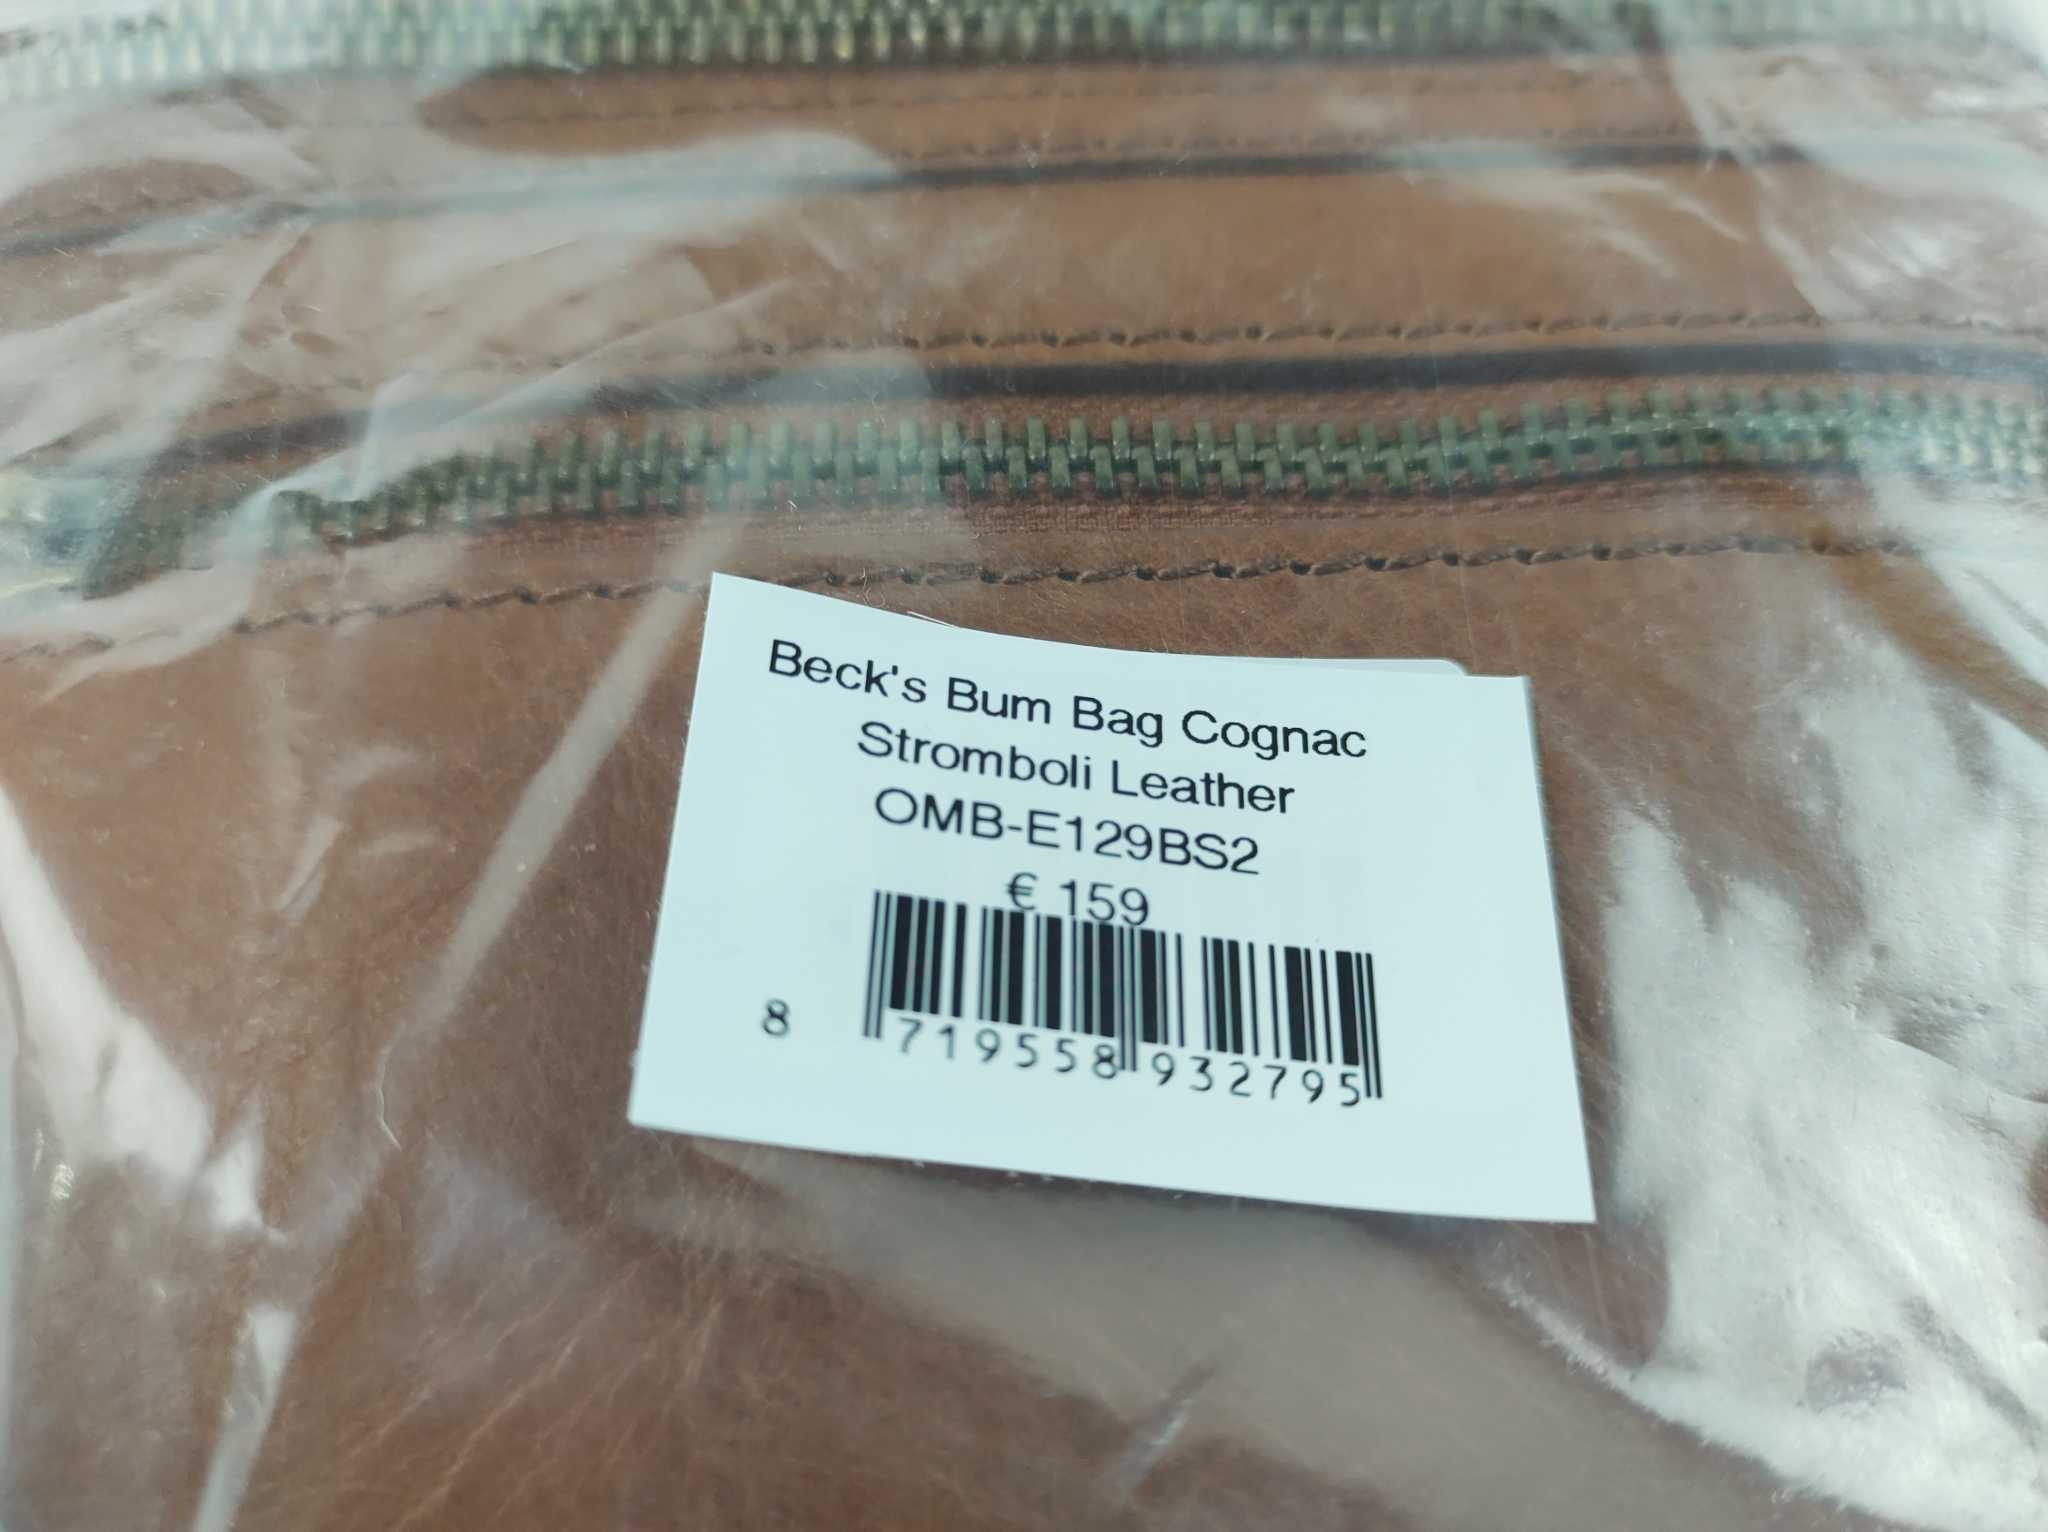 Beck's Bum Bag Cognac
Stromboli Leather
OMB-E129BS2
€ 159
8 719558 932795